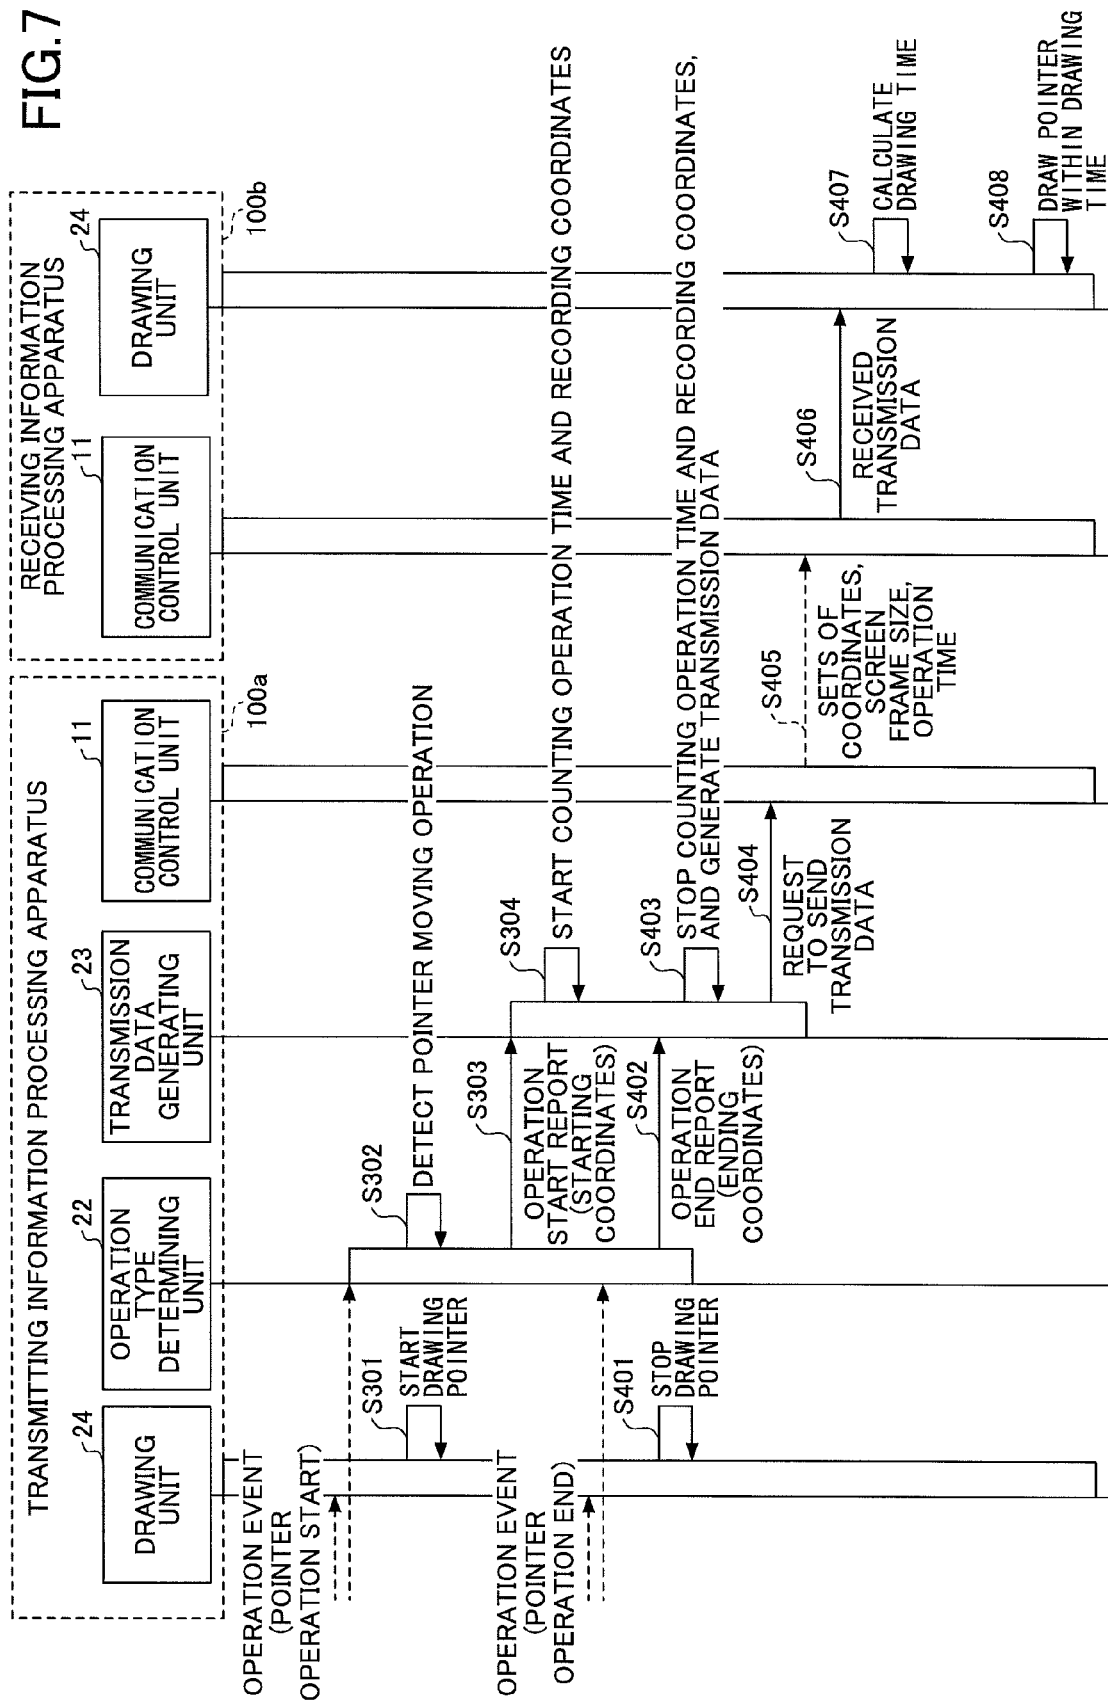 FIG.7
TRANSMITTING INFORMATION PROCESSING APPARATUS
RECEIVING INFORMATION
PROCESSING APPARATUS
24
DRAWING
UNIT
22
OPERATION
TYPE
DETERMINING
UNIT
23
TRANSMISSION
DATA
GENERATING
UNIT
11
COMMUNICATION
CONTROL UNIT
100a
11
COMMUNICATION
CONTROL UNIT
24
DRAWING
UNIT
100b
OPERATION EVENT
(POINTER
OPERATION START)
S301
START
DRAWING
POINTER
S302
DETECT POINTER MOVING OPERATION
S303
OPERATION
START REPORT
(STARTING
COORDINATES)
S304
START COUNTING OPERATION TIME AND RECORDING COORDINATES
OPERATION EVENT
(POINTER
OPERATION END)
S401
STOP
DRAWING
POINTER
S402
OPERATION
END REPORT
(ENDING
COORDINATES)
S403
STOP COUNTING OPERATION TIME AND RECORDING COORDINATES,
AND GENERATE TRANSMISSION DATA
S404
REQUEST
TO SEND
TRANSMISSION
DATA
S405
SETS OF
COORDINATES,
SCREEN
FRAME SIZE,
OPERATION
TIME
S406
RECEIVED
TRANSMISSION
DATA
S407
CALCULATE
DRAWING TIME
S408
DRAW POINTER
WITHIN DRAWING
TIME